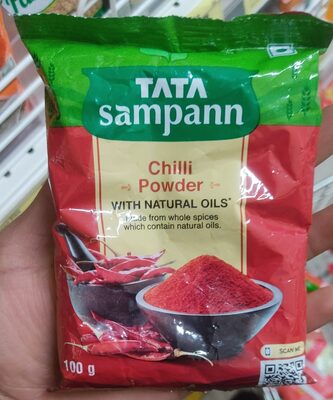 TATA
sampann
Chilli
Powder
WITH NATURAL OILS*
Made from whole spices
which contain natural oils.
100 g
SCAN ME